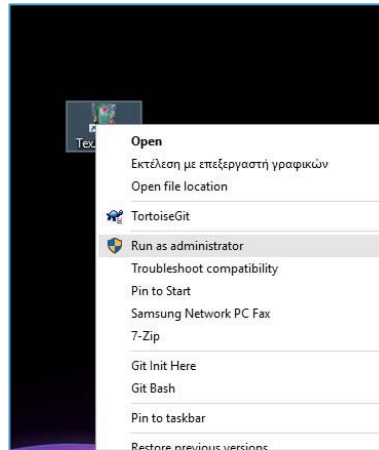 Tex
Open
Εκτέλεση με επεξεργαστή γραφικών
Open file location
TortoiseGit
Run as administrator
Troubleshoot compatibility
Pin to Start
Samsung Network PC Fax
7-Zip
Git Init Here
Git Bash
Pin to taskbar
Restore previous versions